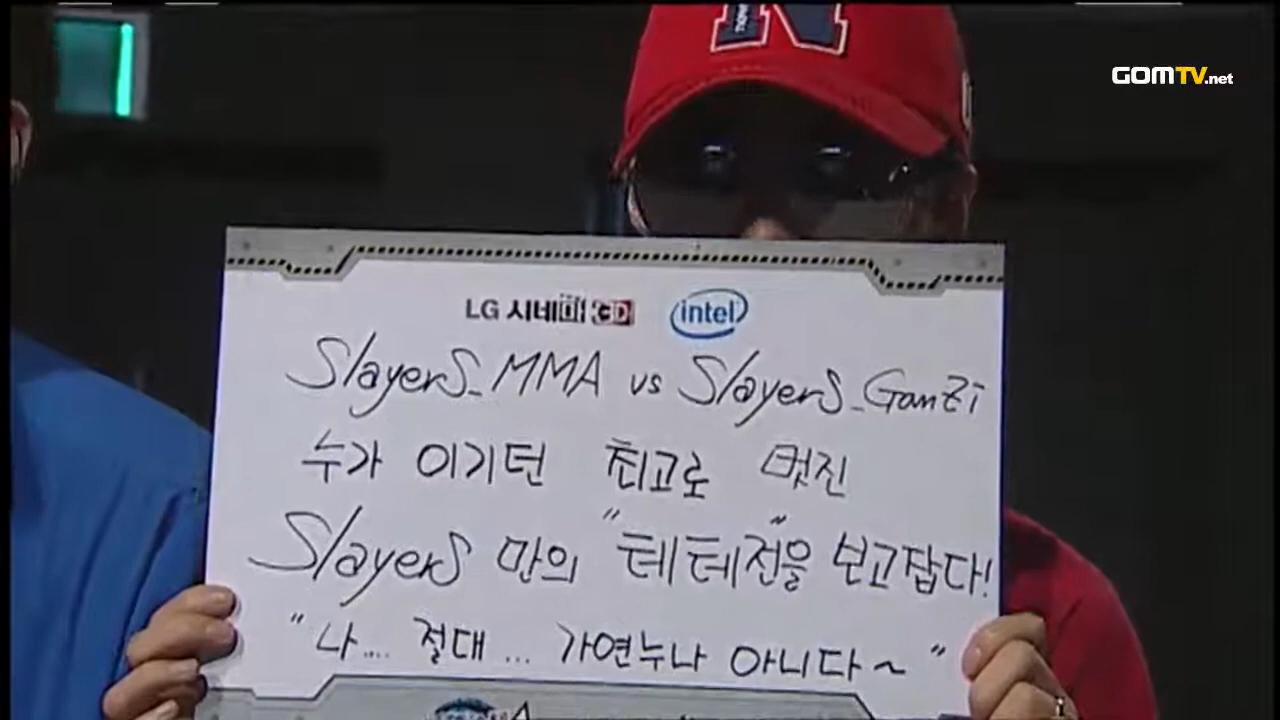 N
GOMTV.net
LG 시네마 3D
intel
SlayerS_MMA vs SlayerS_GanZi
누가 이기던 최고로 멋진
SlayerS 만의 "테테전"을 보고잡다!
"나.... 절대 ... 가연누나 아니다~"